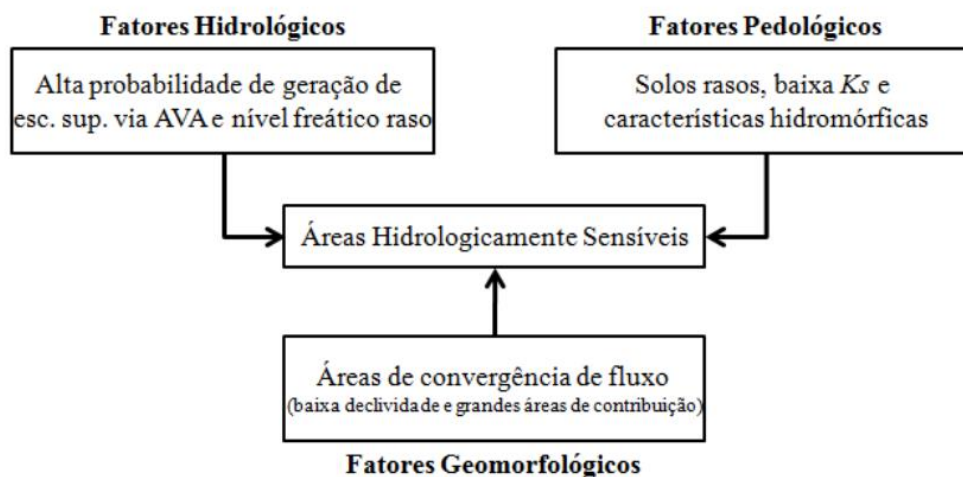 Fatores Hidrológicos
Alta probabilidade de geração de
esc. sup. via AVA e nível freático raso
Fatores Pedológicos
Solos rasos, baixa Ks e
características hidromórficas
Áreas Hidrologicamente Sensíveis
Áreas de convergência de fluxo
(baixa declividade e grandes áreas de contribuição)
Fatores Geomorfológicos